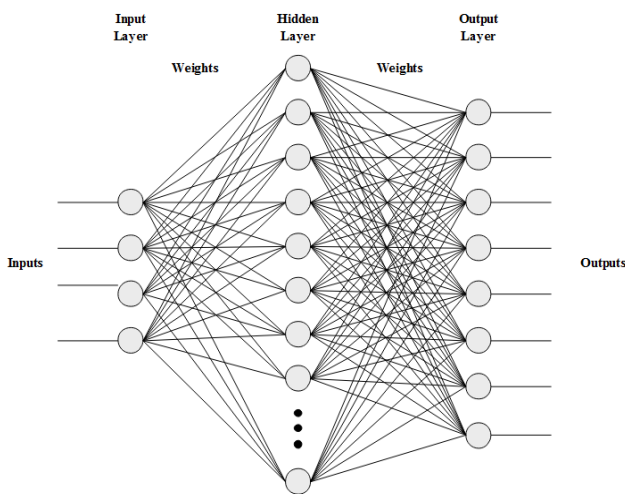 Input
Layer
Hidden
Layer
Output
Layer
Weights
Weights
Inputs
Outputs